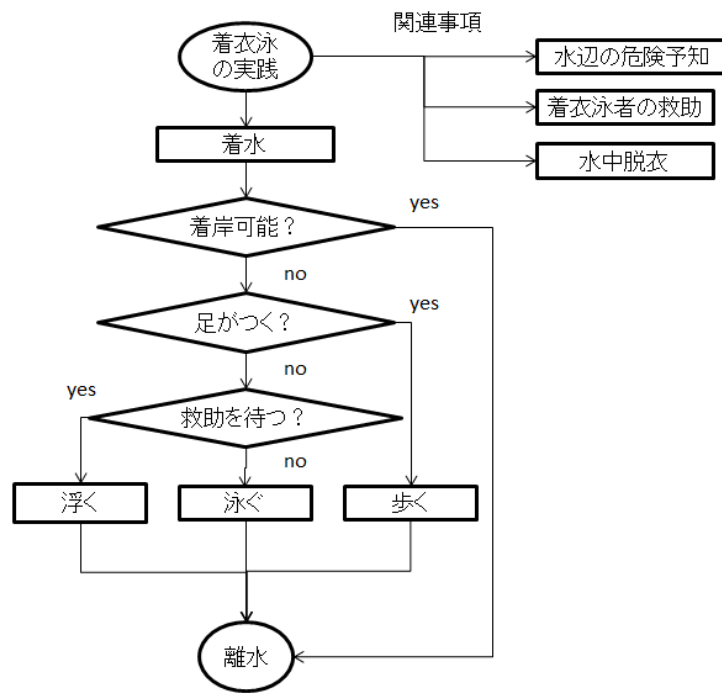 関連事項
着衣泳
の実践
水辺の危険予知
着衣泳者の救助
水中脱衣
着水
着岸可能？
yes
no
足がつく？
yes
no
救助を待つ？
yes
no
浮く
泳ぐ
歩く
離水